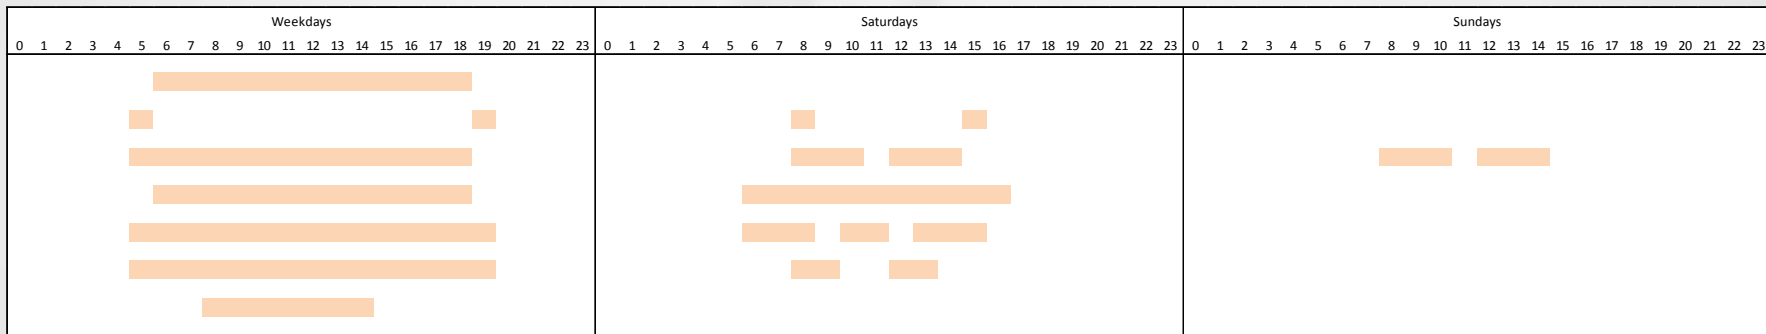 Weekdays Saturdays Sundays
0 1 2 3 4 5 6 7 8 9 10 11 12 13 14 15 16 17 18 19 20 21 22 23 0 1 2 3 4 5 6 7 8 9 10 11 12 13 14 15 16 17 18 19 20 21 22 23 0 1 2 3 4 5 6 7 8 9 10 11 12 13 14 15 16 17 18 19 20 21 22 23